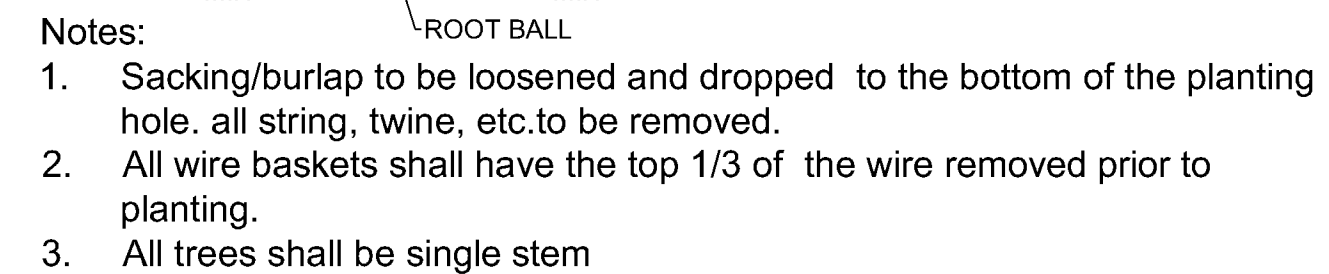 ROOT BALL
Notes:
1. Sacking/burlap to be loosened and dropped  to the bottom of the planting
hole. all string, twine, etc.to be removed.
2. All wire baskets shall have the top 1/3 of  the wire removed prior to
planting.
3. All trees shall be single stem